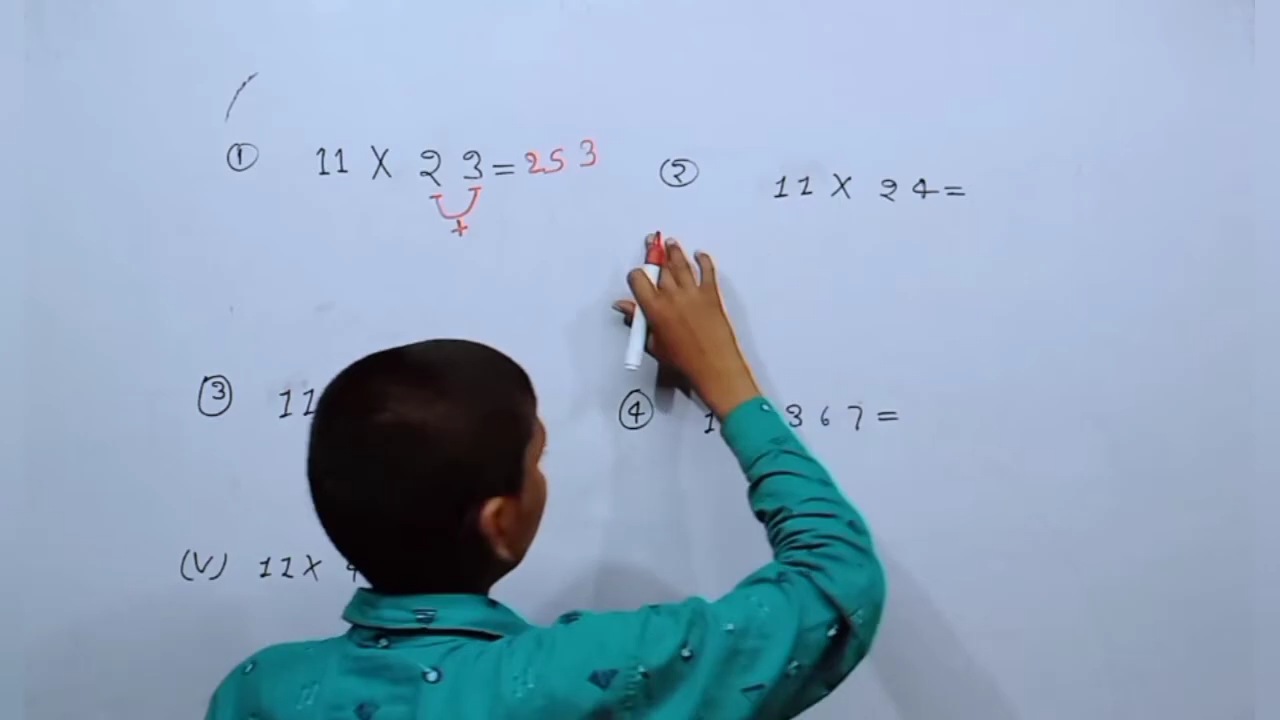 ① 11 X 23 = 253
+
② 11 X 24 =
③ 11
④ 367 =
(V) 11 X